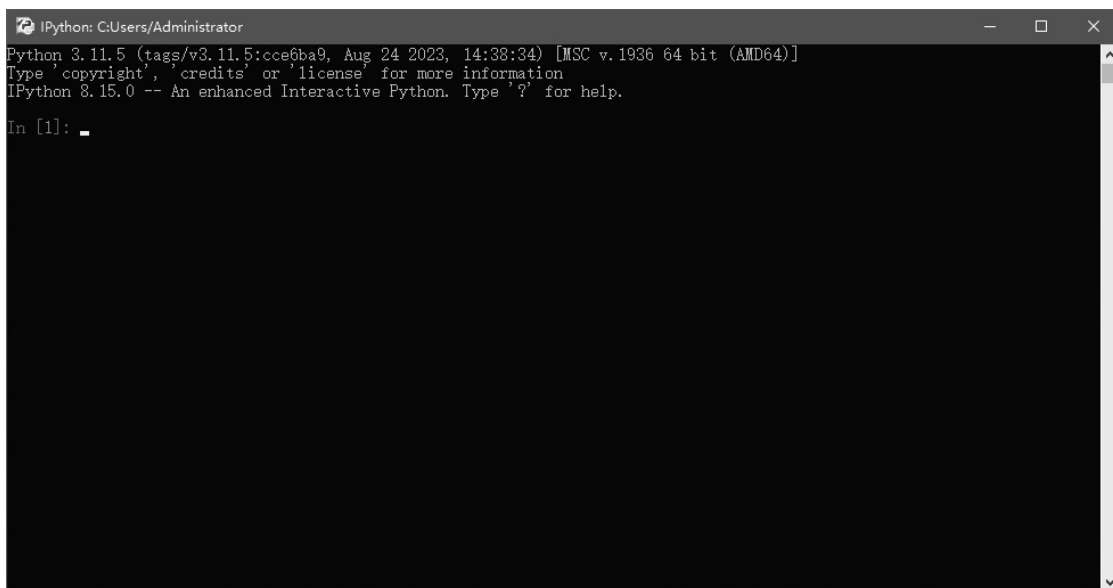 IPython: C:Users/Administrator
Python 3.11.5 (tags/v3.11.5:cce6ba9, Aug 24 2023, 14:38:34) [MSC v.1936 64 bit (AMD64)]
Type 'copyright', 'credits' or 'license' for more information
IPython 8.15.0 -- An enhanced Interactive Python. Type '?' for help.
In [1]: